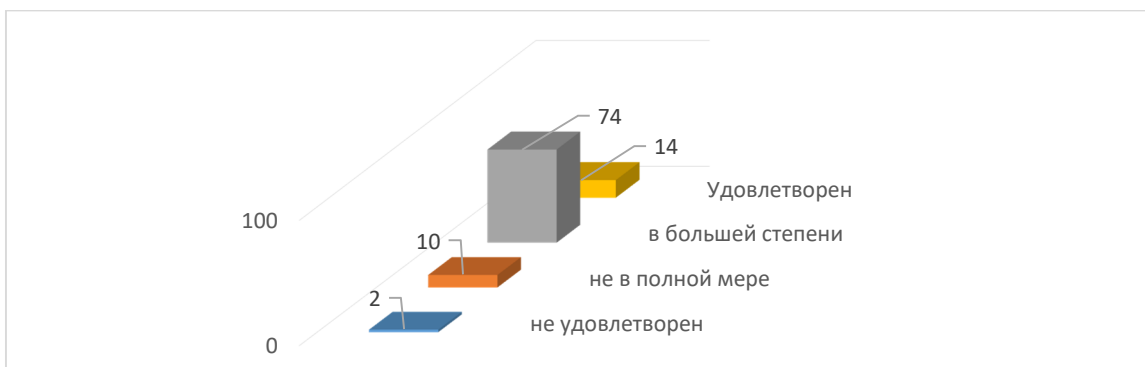 74
14
Удовлетворен
100
в большей степени
10
не в полной мере
2
не удовлетворен
0